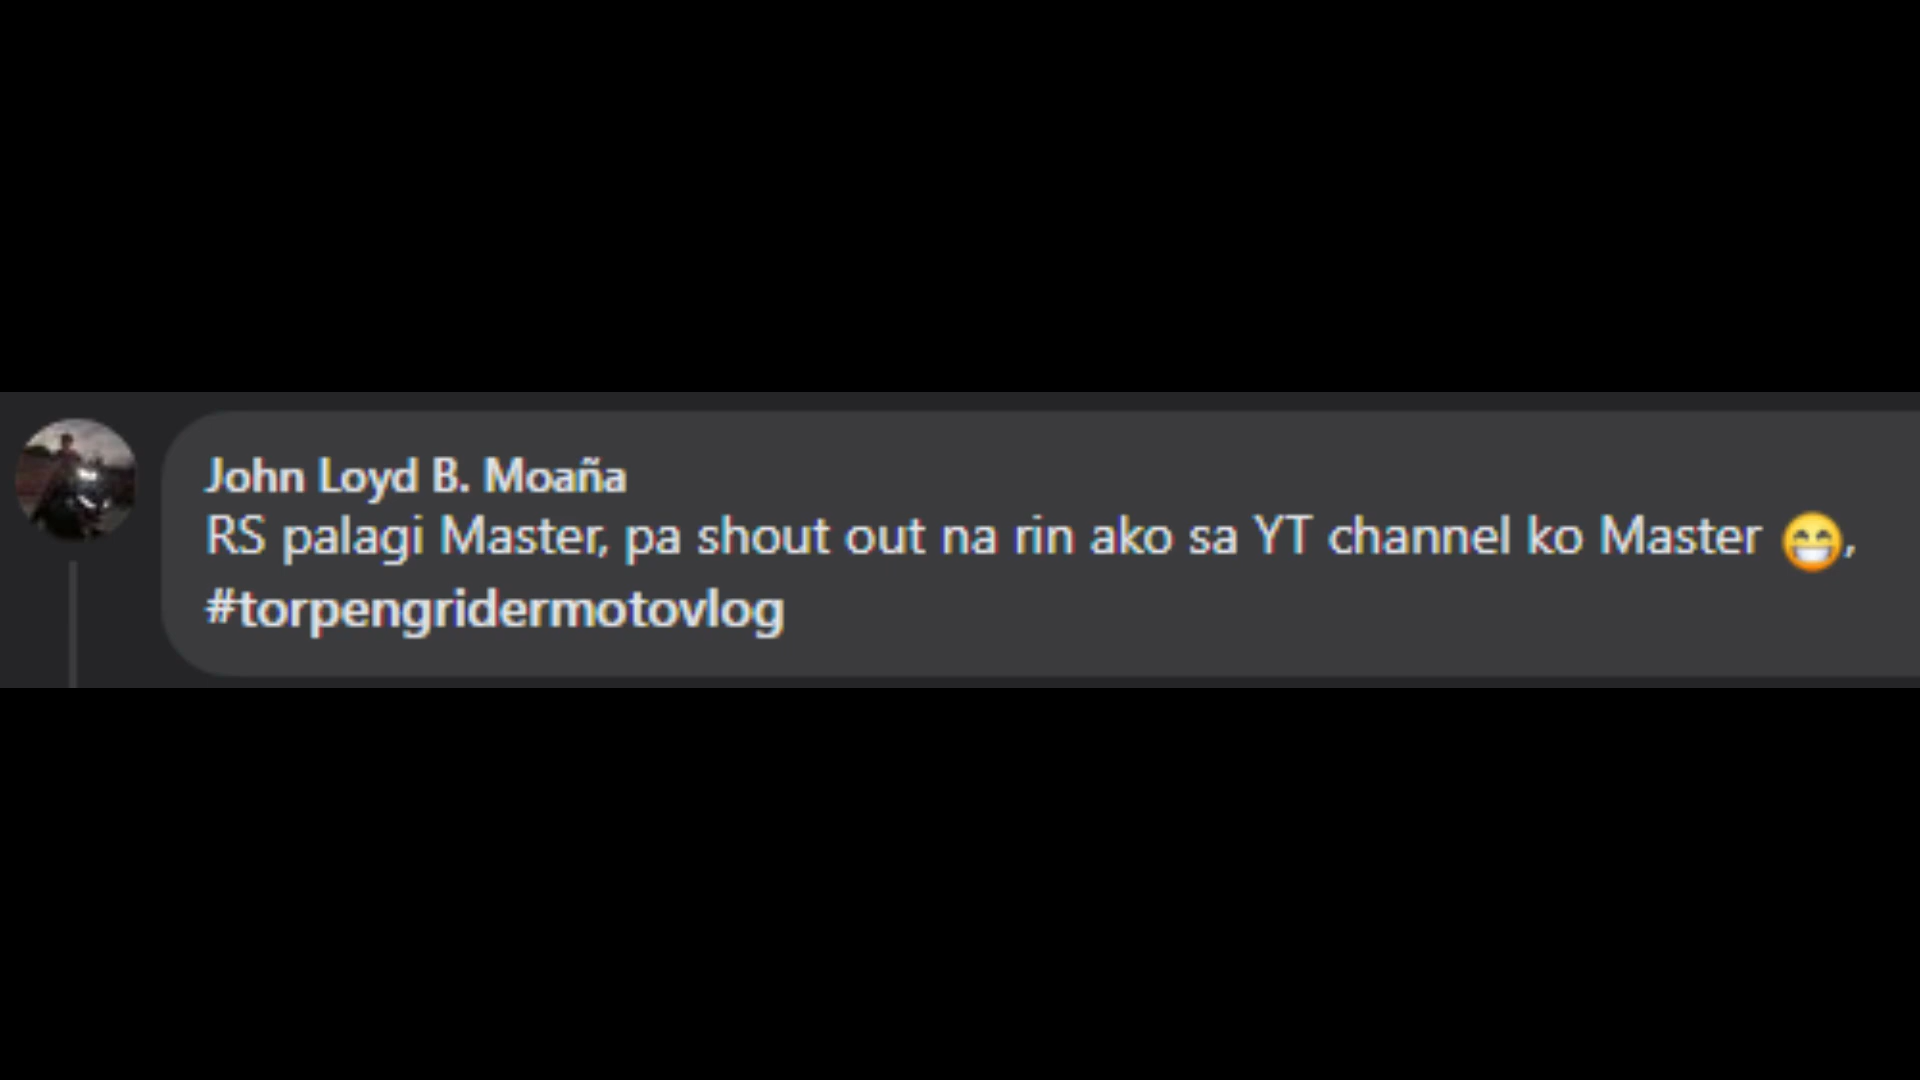 John Loyd B. Moaña
RS palagi Master, pa shout out na rin ako sa YT channel ko Master 😁,
#torpengridermotovlog